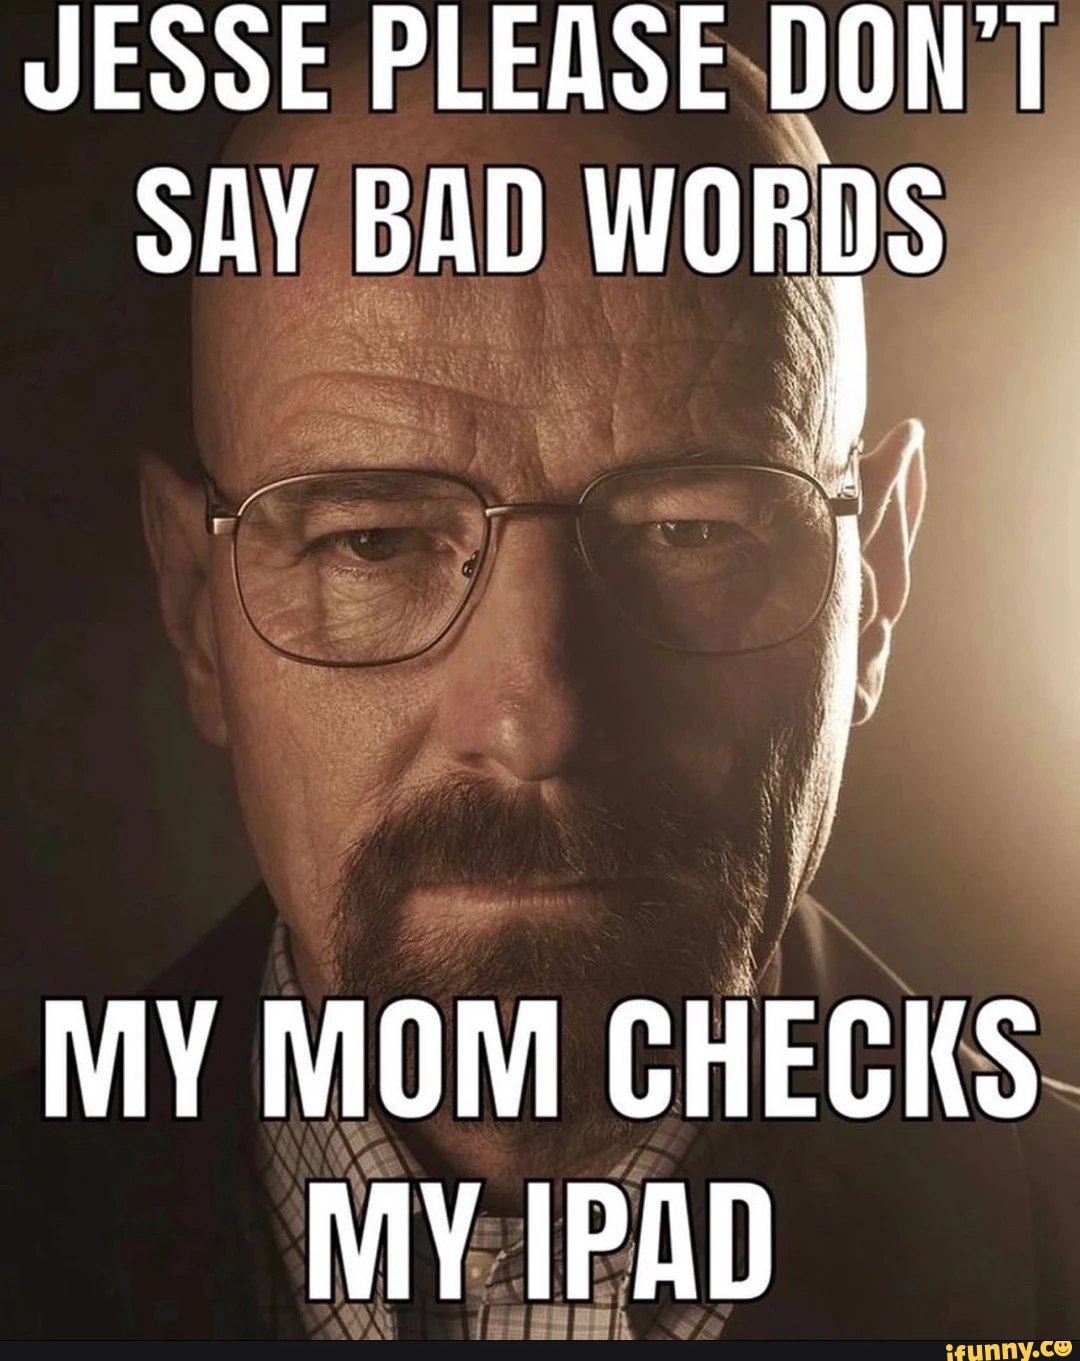 JESSE PLEASE DON'T
SAY BAD WORDS
MY MOM CHECKS
MY IPAD
ifunny.co